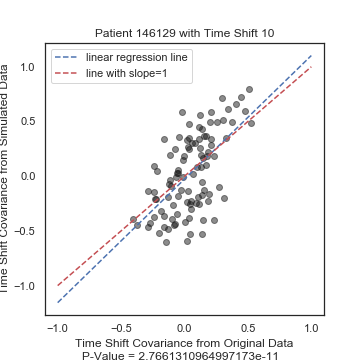 Patient 146129 with Time Shift 10
linear regression line
line with slope=1
Time Shift Covariance from Simulated Data
1.0
0.5
0.0
−0.5
−1.0
−1.0 −0.5 0.0 0.5 1.0
Time Shift Covariance from Original Data
P-Value = 2.7661310964997173e-11